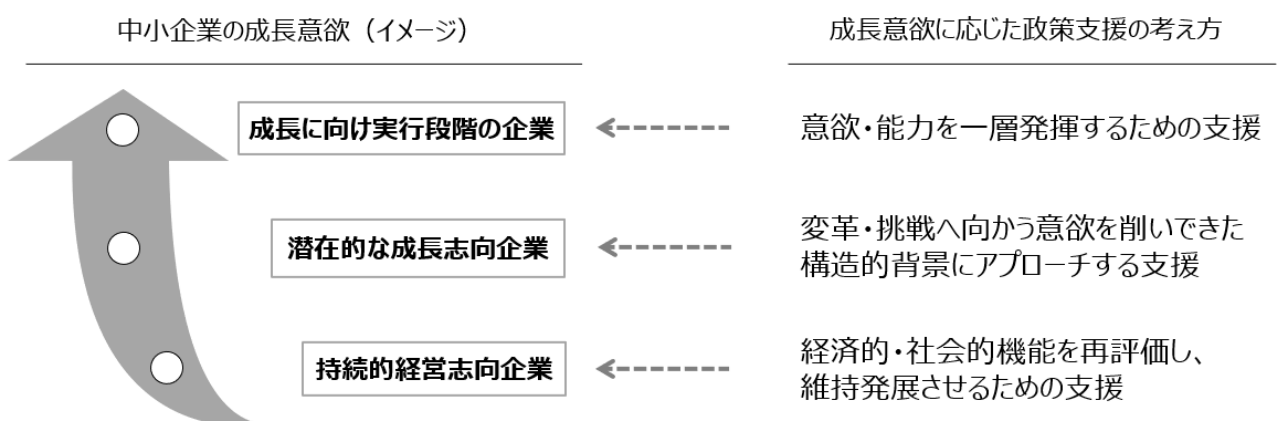 中小企業の成長意欲（イメージ）
成長意欲に応じた政策支援の考え方
成長に向け実行段階の企業
意欲・能力を一層発揮するための支援
潜在的な成長志向企業
変革・挑戦へ向かう意欲を削いできた
構造的背景にアプローチする支援
持続的経営志向企業
経済的・社会的機能を再評価し、
維持発展させるための支援